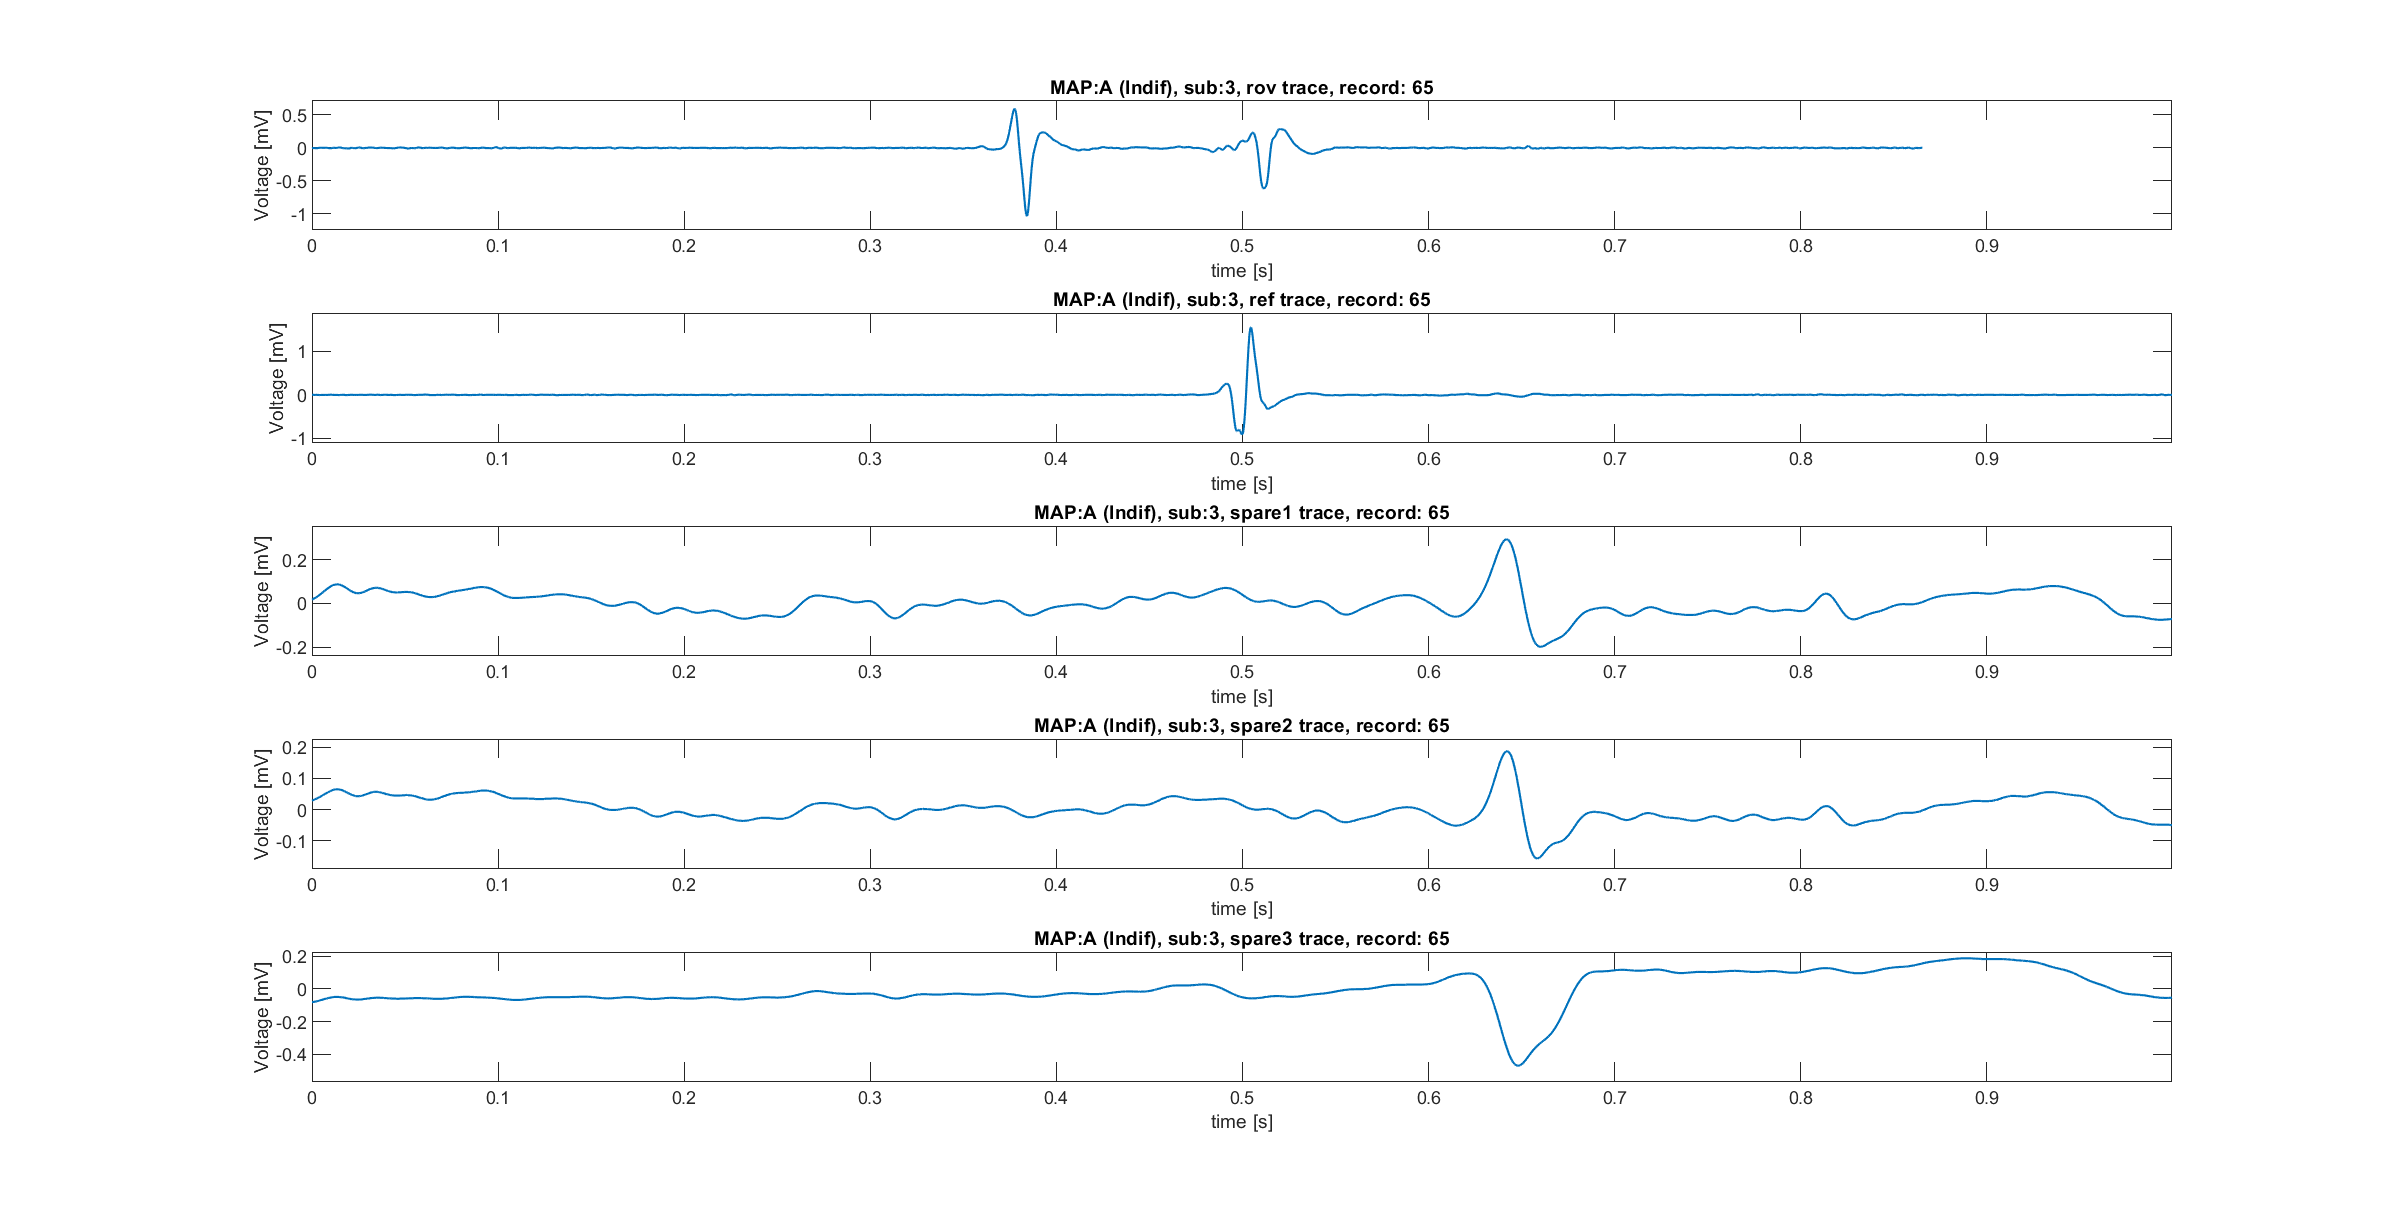 MAP:A (Indif), sub:3, rov trace, record: 65
Voltage [mV]
0.5
0
-0.5
-1
0 0.1 0.2 0.3 0.4 0.5 0.6 0.7 0.8 0.9
time [s]
MAP:A (Indif), sub:3, ref trace, record: 65
Voltage [mV]
1
0
-1
0 0.1 0.2 0.3 0.4 0.5 0.6 0.7 0.8 0.9
time [s]
MAP:A (Indif), sub:3, spare1 trace, record: 65
Voltage [mV]
0.2
0
-0.2
0 0.1 0.2 0.3 0.4 0.5 0.6 0.7 0.8 0.9
time [s]
MAP:A (Indif), sub:3, spare2 trace, record: 65
Voltage [mV]
0.2
0.1
0
-0.1
0 0.1 0.2 0.3 0.4 0.5 0.6 0.7 0.8 0.9
time [s]
MAP:A (Indif), sub:3, spare3 trace, record: 65
Voltage [mV]
0.2
0
-0.2
-0.4
0 0.1 0.2 0.3 0.4 0.5 0.6 0.7 0.8 0.9
time [s]